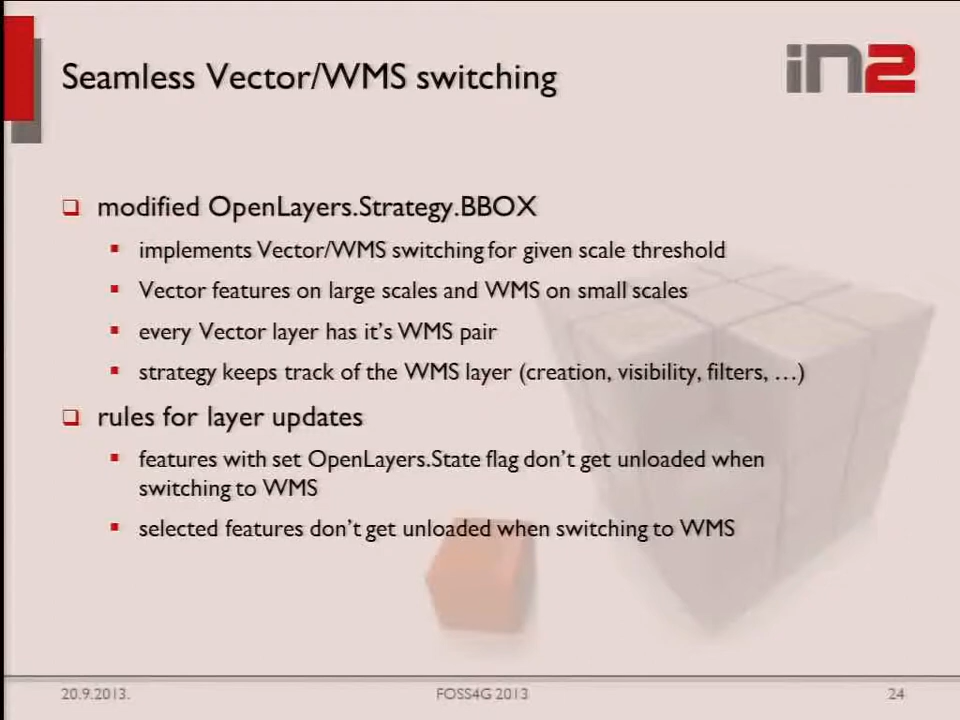 Seamless Vector/WMS switching
in2
modified OpenLayers.Strategy.BBOX
implements Vector/WMS switching for given scale threshold
Vector features on large scales and WMS on small scales
every Vector layer has it's WMS pair
strategy keeps track of the WMS layer (creation, visibility, filters, …)
rules for layer updates
features with set OpenLayers.State flag don't get unloaded when
switching to WMS
selected features don't get unloaded when switching to WMS
20.9.2013.
FOSS4G 2013
24